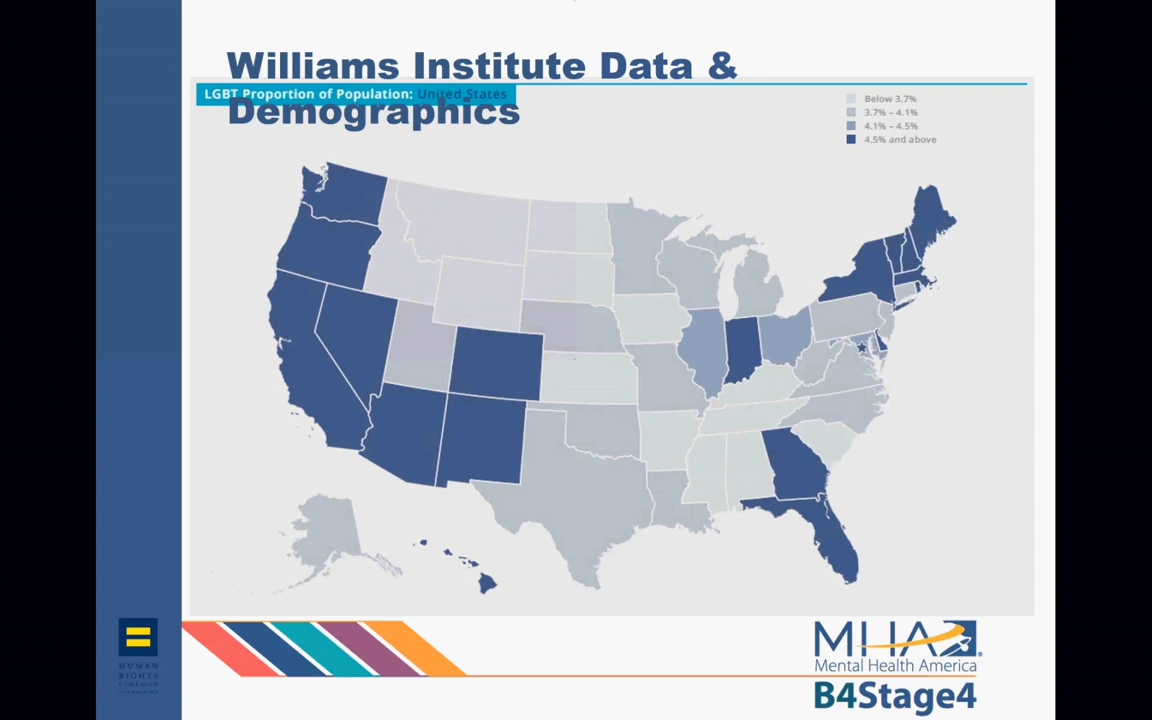 Williams Institute Data &
LGBT Proportion of Population: United States
Demographics
Below 3.7%
3.7% – 4.1%
4.1% – 4.5%
4.5% and above
HUMAN
RIGHTS
CAMPAIGN
FOUNDATION
MHA
Mental Health America
B4Stage4